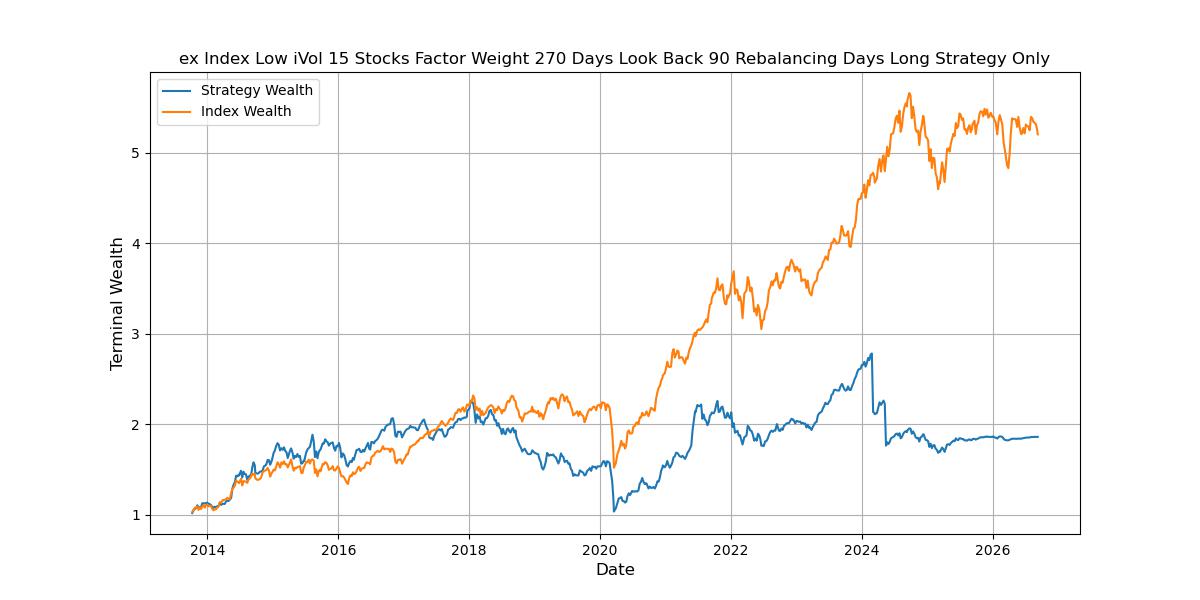 ex Index Low iVol 15 Stocks Factor Weight 270 Days Look Back 90 Rebalancing Days Long Strategy Only
Strategy Wealth
Index Wealth
Terminal Wealth
5
4
3
2
1
2014 2016 2018 2020 2022 2024 2026
Date